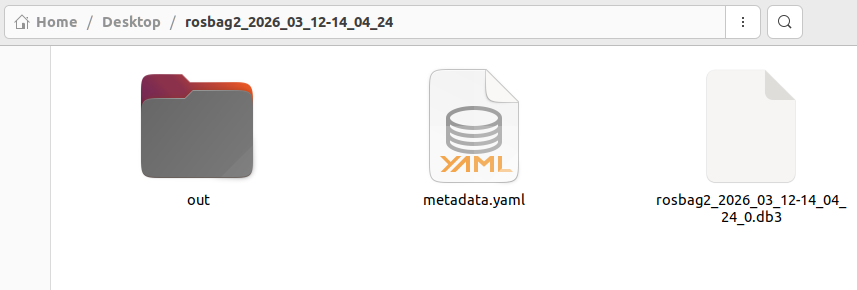 Home / Desktop / rosbag2_2026_03_12-14_04_24
YAML
out
metadata.yaml
rosbag2_2026_03_12-14_04_
24_0.db3